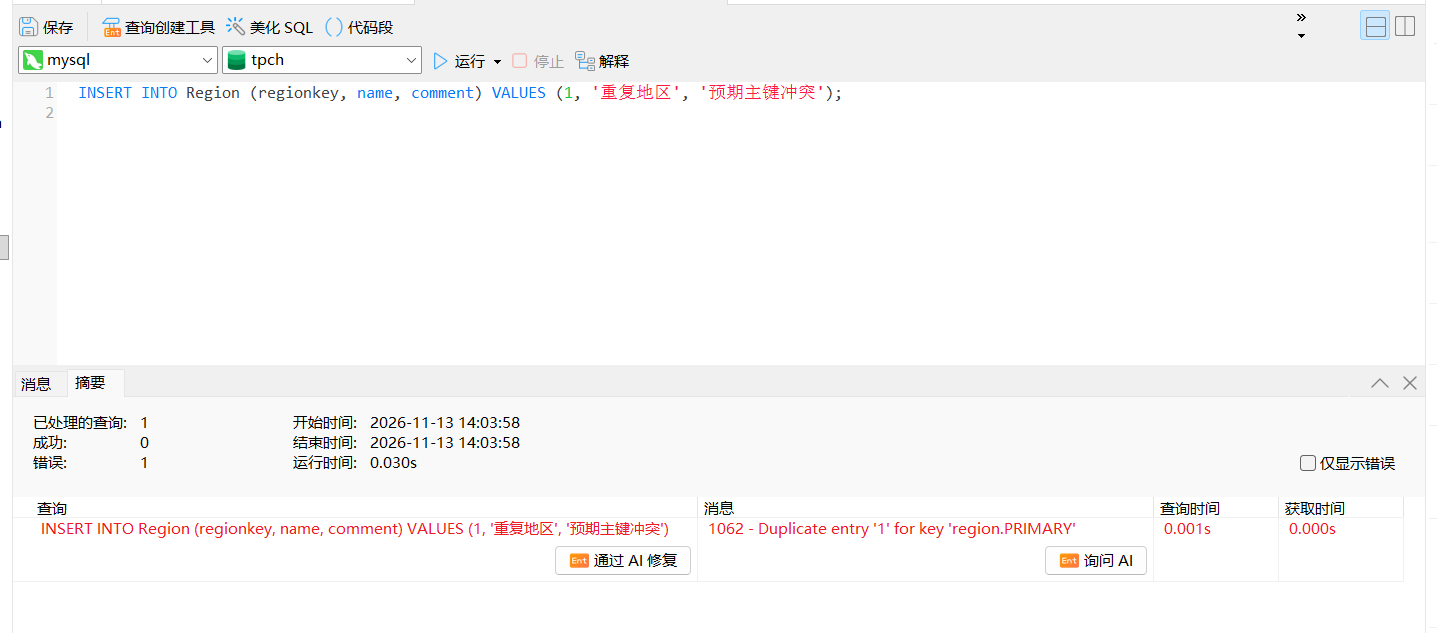 保存 Ent 查询创建工具 美化 SQL () 代码段 »
mysql tpch 运行 停止 解释
1 INSERT INTO Region (regionkey, name, comment) VALUES (1, '重复地区', '预期主键冲突');
2
消息 摘要
已处理的查询: 1 开始时间: 2026-11-13 14:03:58
成功: 0 结束时间: 2026-11-13 14:03:58
错误: 1 运行时间: 0.030s 仅显示错误
查询 消息 查询时间 获取时间
INSERT INTO Region (regionkey, name, comment) VALUES (1, '重复地区', '预期主键冲突') 1062 - Duplicate entry '1' for key 'region.PRIMARY' 0.001s 0.000s
Ent 通过 AI 修复 Ent 询问 AI